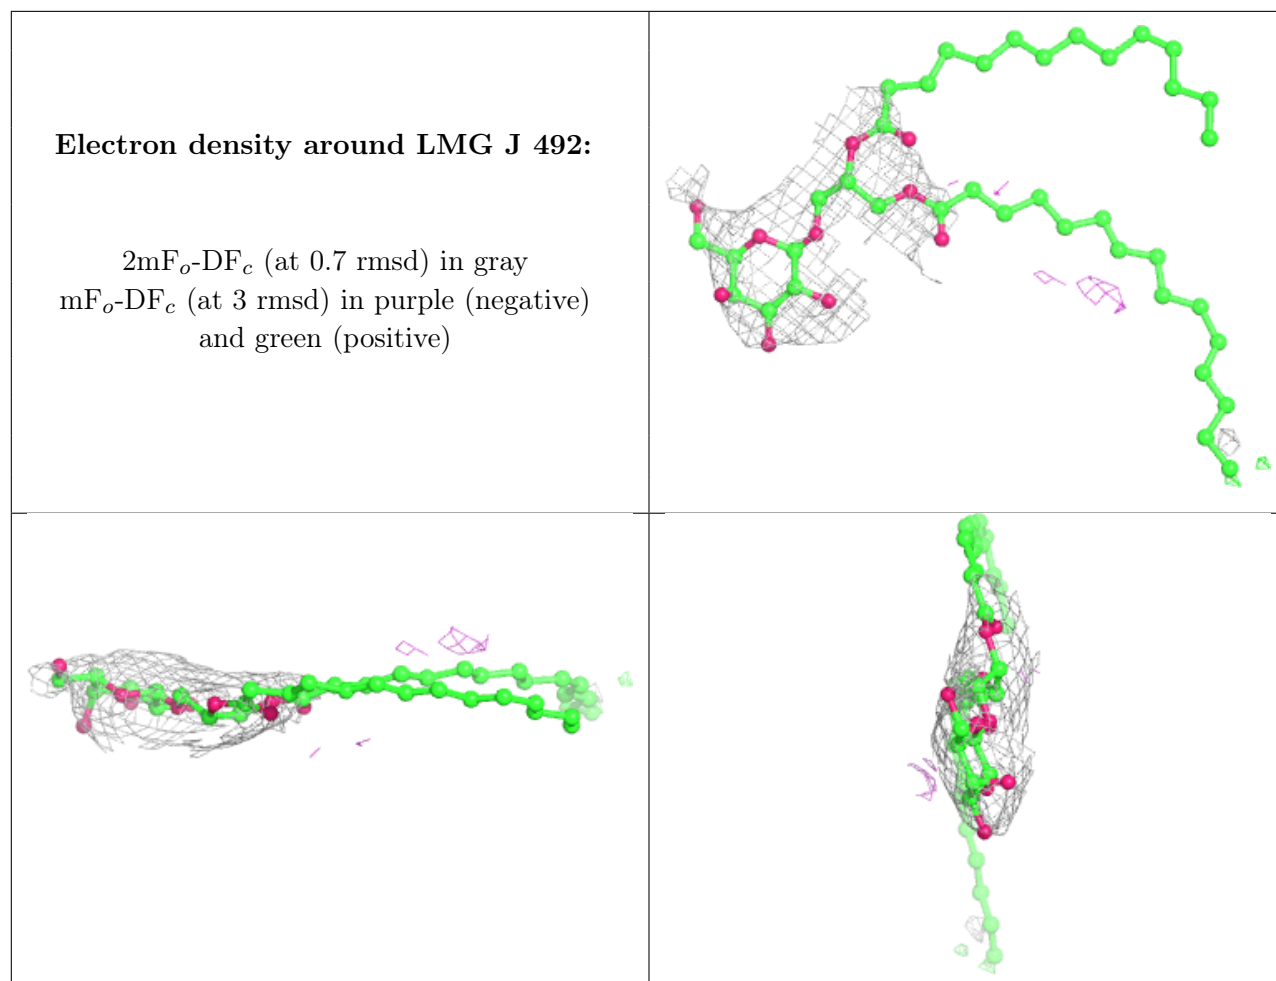 Electron density around LMG J 492:
2mFo-DFc (at 0.7 rmsd) in gray
mFo-DFc (at 3 rmsd) in purple (negative)
and green (positive)